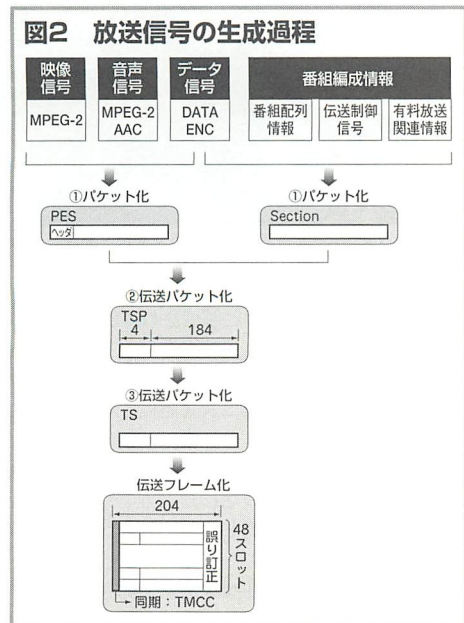 図2 放送信号の生成過程
映像
信号
MPEG-2
音声
信号
MPEG-2
AAC
データ
信号
DATA
ENC
番組編成情報
番組配列
情報
伝送制御
信号
有料放送
関連情報
①パケット化
PES
ヘッダ
①パケット化
Section
②伝送パケット化
TSP
4 184
③伝送パケット化
TS
伝送フレーム化
204
誤り訂正
48スロット
同期：TMCC